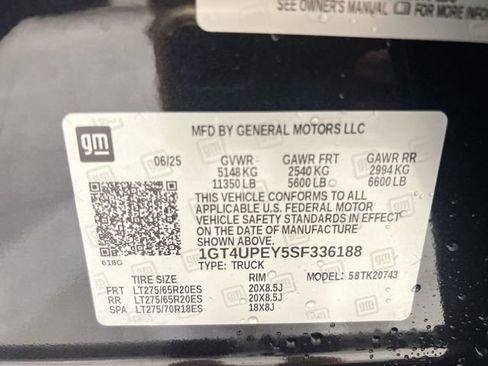 SEE OWNER'S MANUAL
FOR MORE INFO
gm
MFD BY GENERAL MOTORS LLC
06/25 GVWR GAWR FRT GAWR RR
5148 KG 2540 KG 2994 KG
11350 LB 5600 LB 6600 LB
THIS VEHICLE CONFORMS TO ALL
APPLICABLE U.S. FEDERAL MOTOR
VEHICLE SAFETY STANDARDS IN EFFECT
ON THE DATE OF MANUFACTURE SHOWN ABOVE.
1GT4UPEY5SF336188
618G TYPE: TRUCK
MODEL: 58TK20743
TIRE SIZE RIM
FRT LT275/65R20ES 20X8.5J
RR LT275/65R20ES 20X8.5J
SPA LT275/70R18ES 18X8J